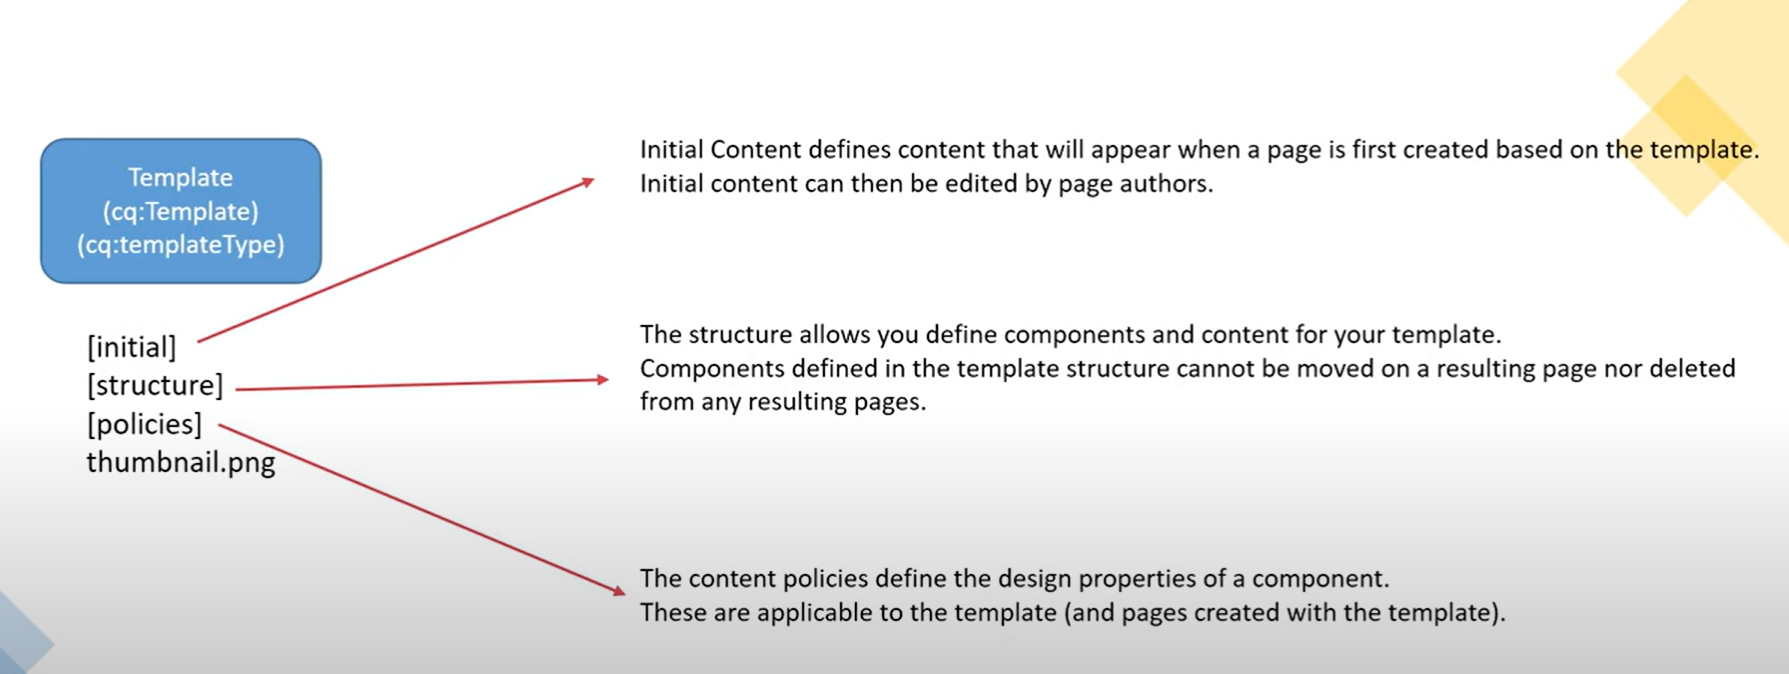 Template
(cq:Template)
(cq:templateType)
[initial]
[structure]
[policies]
thumbnail.png
Initial Content defines content that will appear when a page is first created based on the template.
Initial content can then be edited by page authors.
The structure allows you define components and content for your template.
Components defined in the template structure cannot be moved on a resulting page nor deleted
from any resulting pages.
The content policies define the design properties of a component.
These are applicable to the template (and pages created with the template).